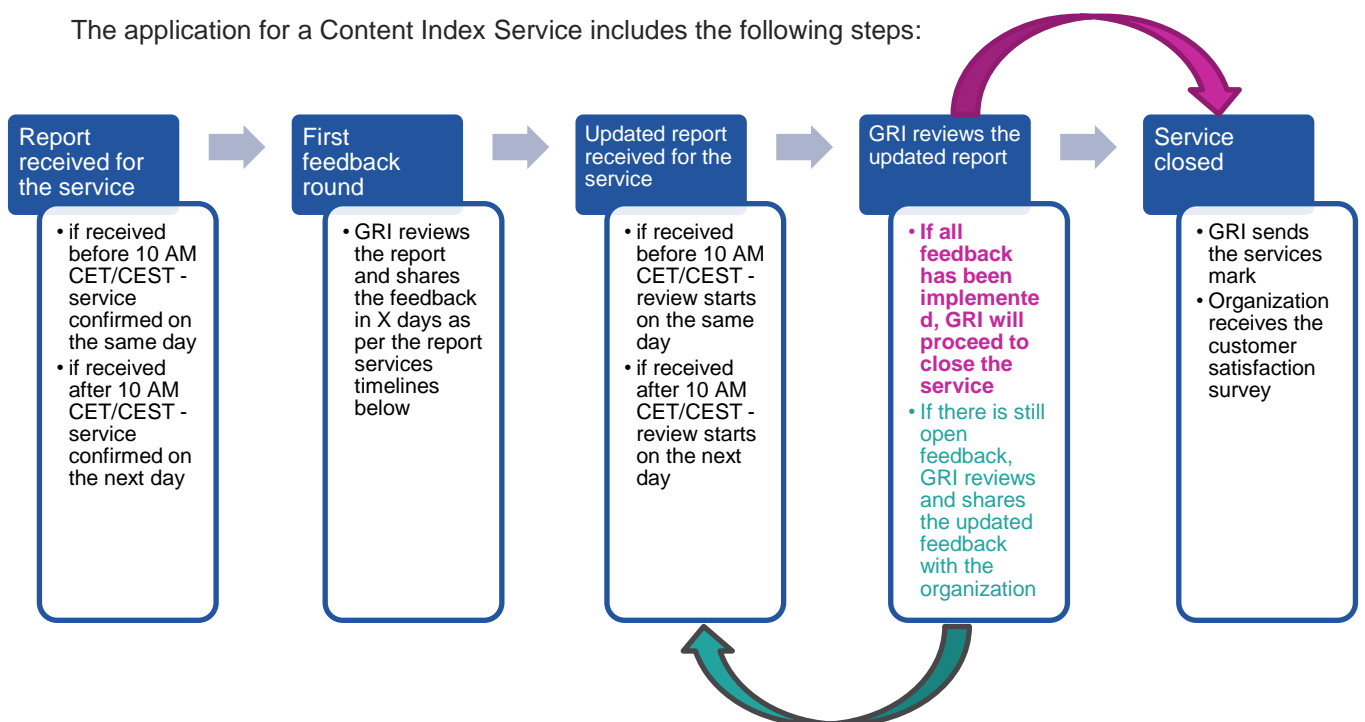 The application for a Content Index Service includes the following steps:
Report
received for
the service
• if received
before 10 AM
CET/CEST -
service
confirmed on
the same day
• if received
after 10 AM
CET/CEST -
service
confirmed on
the next day
First
feedback
round
• GRI reviews
the report
and shares
the feedback
in X days as
per the report
services
timelines
below
Updated report
received for the
service
• if received
before 10 AM
CET/CEST -
review starts
on the same
day
• if received
after 10 AM
CET/CEST -
review starts
on the next
day
GRI reviews the
updated report
• If all
feedback
has been
implemente
d, GRI will
proceed to
close the
service
• If there is still
open
feedback,
GRI reviews
and shares
the updated
feedback
with the
organization
Service
closed
• GRI sends
the services
mark
• Organization
receives the
customer
satisfaction
survey